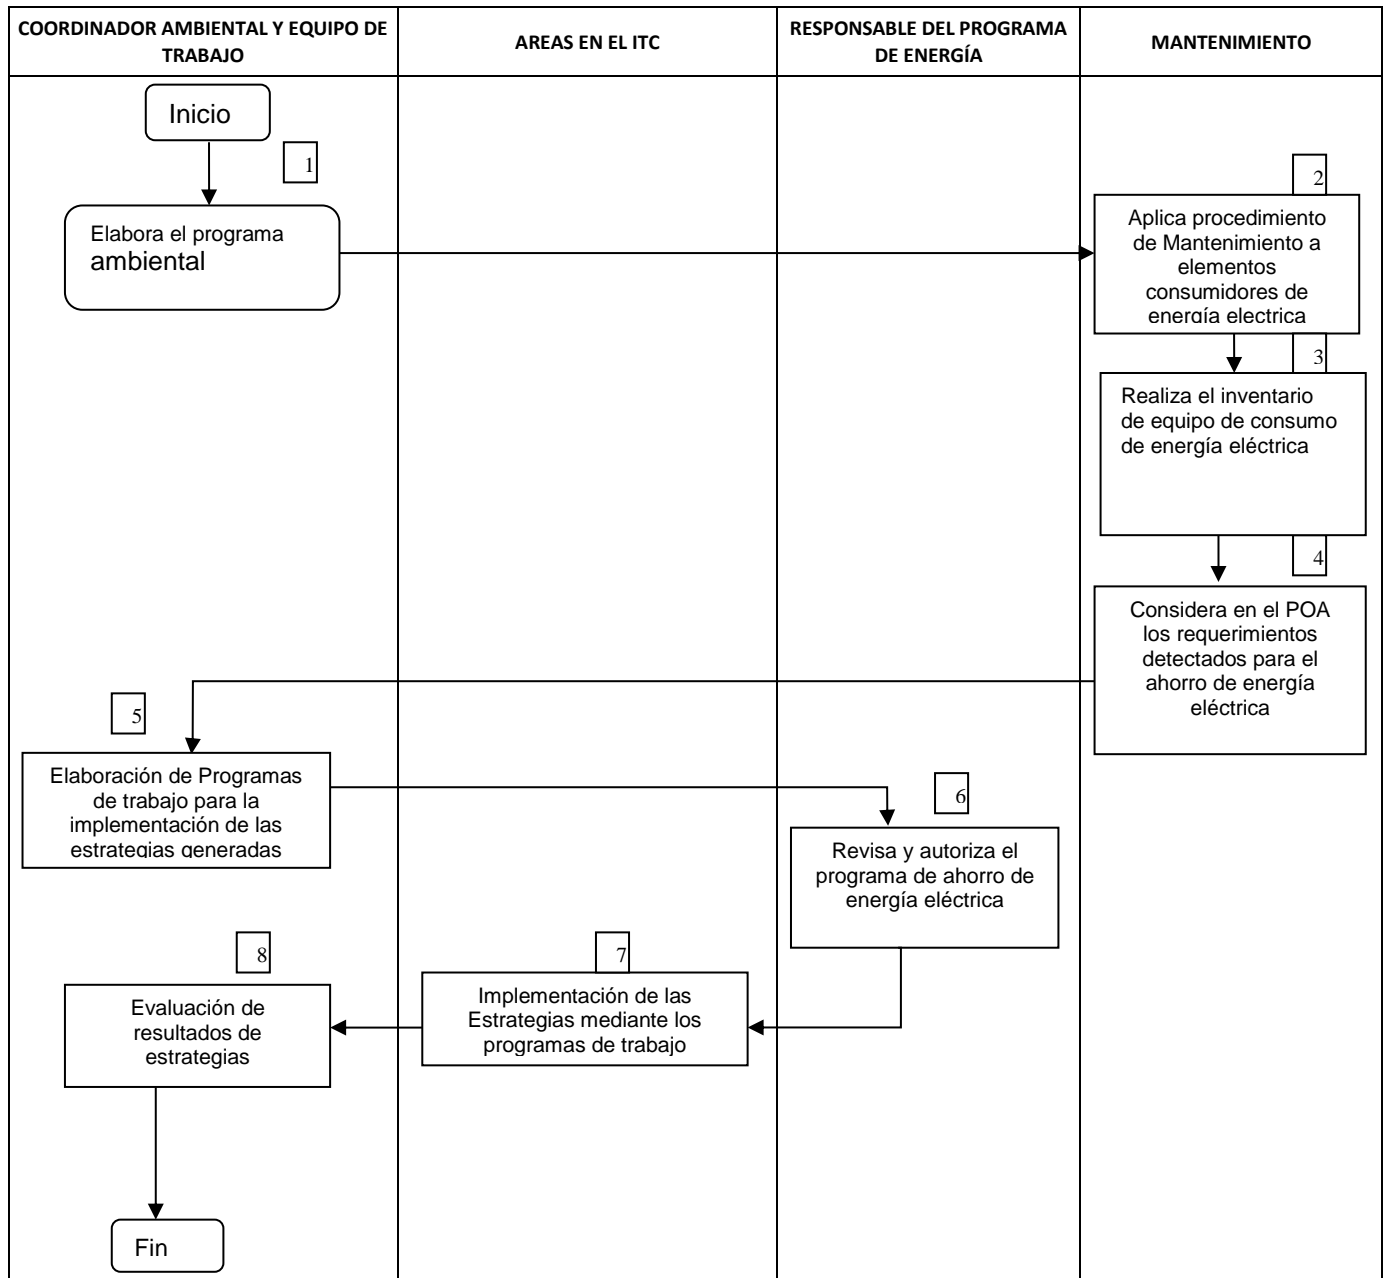 COORDINADOR AMBIENTAL Y EQUIPO DE
TRABAJO
AREAS EN EL ITC
RESPONSABLE DEL PROGRAMA
DE ENERGÍA
MANTENIMIENTO
Inicio
1
Elabora el programa
ambiental
2
Aplica procedimiento
de Mantenimiento a
elementos
consumidores de
energía electrica
3
Realiza el inventario
de equipo de consumo
de energía eléctrica
4
Considera en el POA
los requerimientos
detectados para el
ahorro de energía
eléctrica
5
Elaboración de Programas
de trabajo para la
implementación de las
estrategias generadas
6
Revisa y autoriza el
programa de ahorro de
energía eléctrica
7
Implementación de las
Estrategias mediante los
programas de trabajo
8
Evaluación de
resultados de
estrategias
Fin